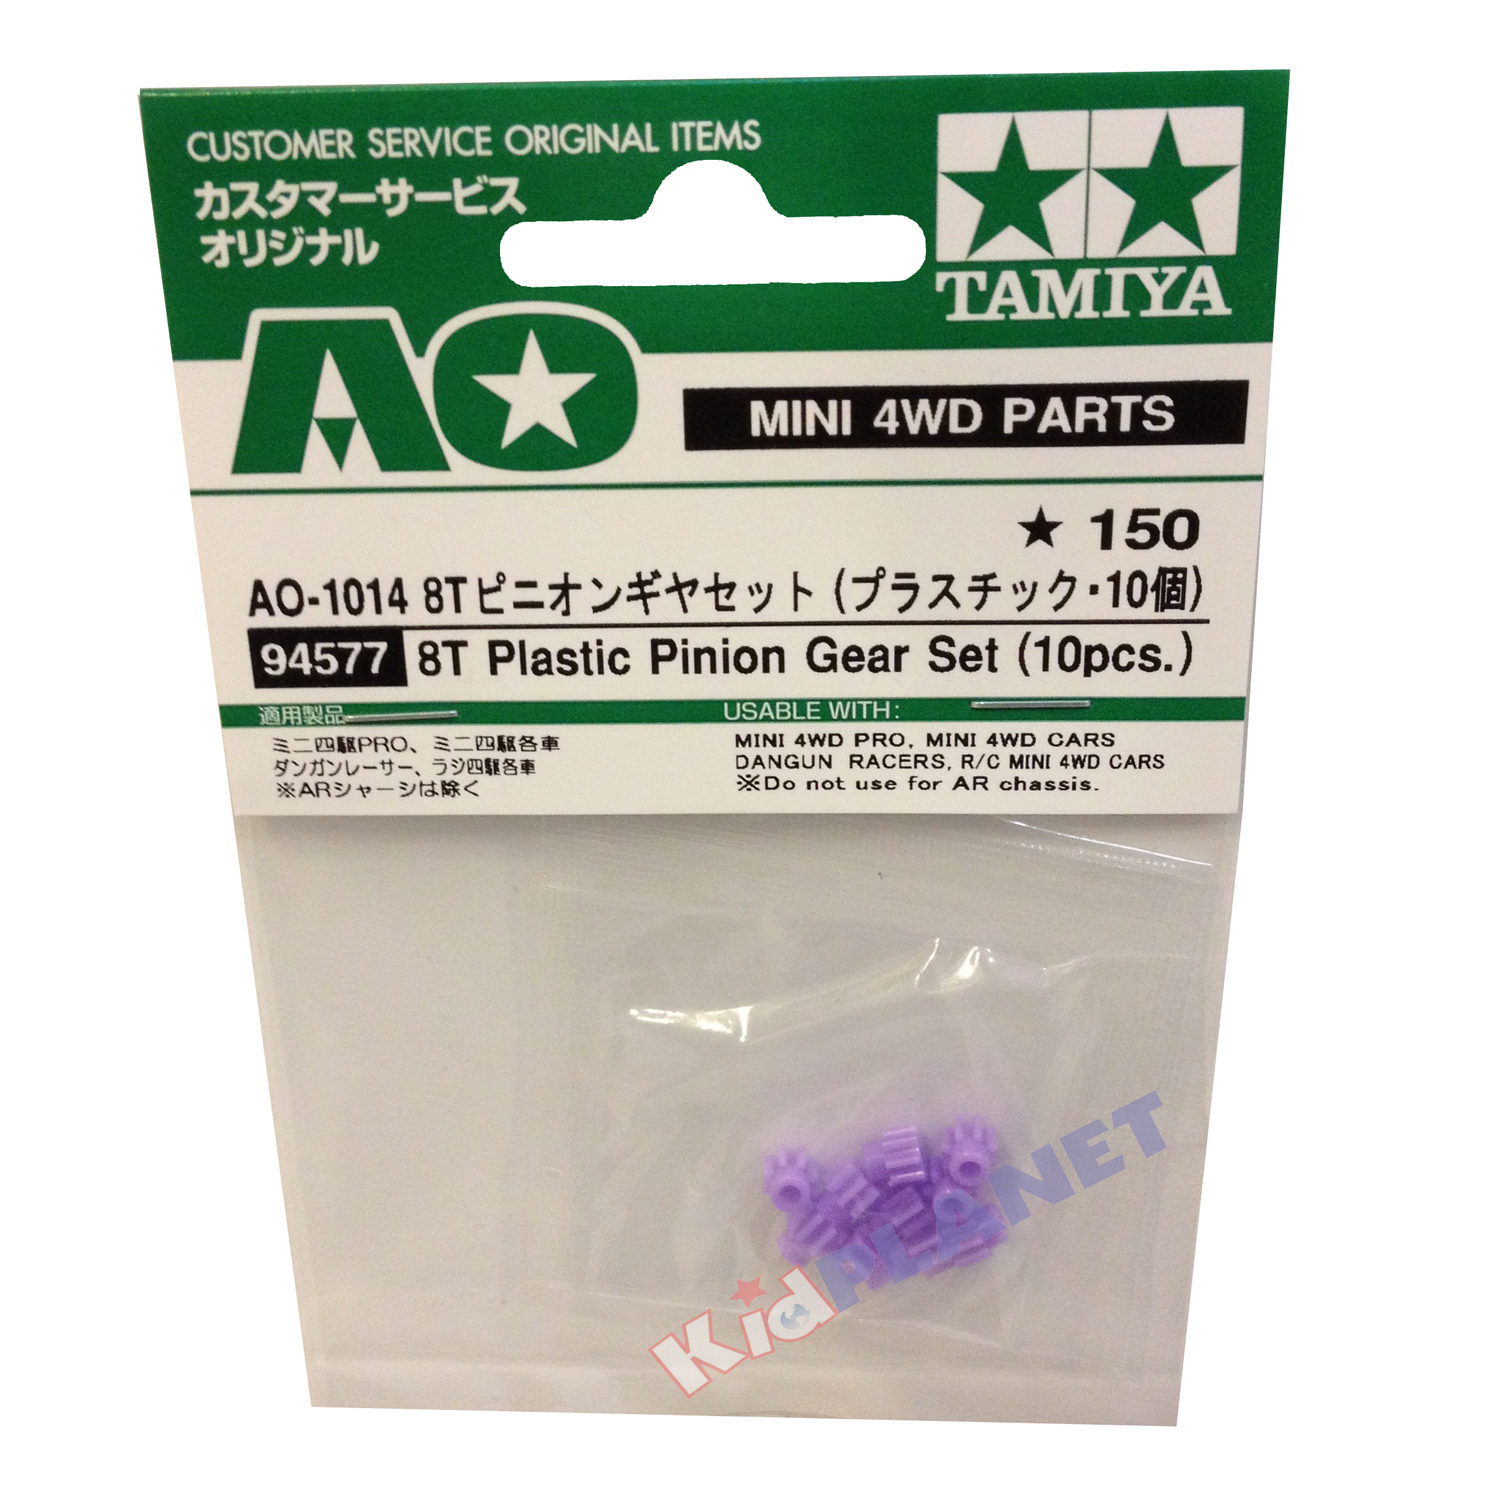 CUSTOMER SERVICE ORIGINAL ITEMS
カスタマーサービス
オリジナル
TAMIYA
AO
MINI 4WD PARTS
★ 150
AO-1014 8Tピニオンギヤセット (プラスチック・10個)
94577 8T Plastic Pinion Gear Set (10pcs.)
適用製品
ミニ四駆PRO、ミニ四駆各車
ダンガンレーサー、ラジ四駆各車
※ARシャーシは除く
USABLE WITH:
MINI 4WD PRO, MINI 4WD CARS
DANGUN RACERS, R/C MINI 4WD CARS
※Do not use for AR chassis.
KidPLANET